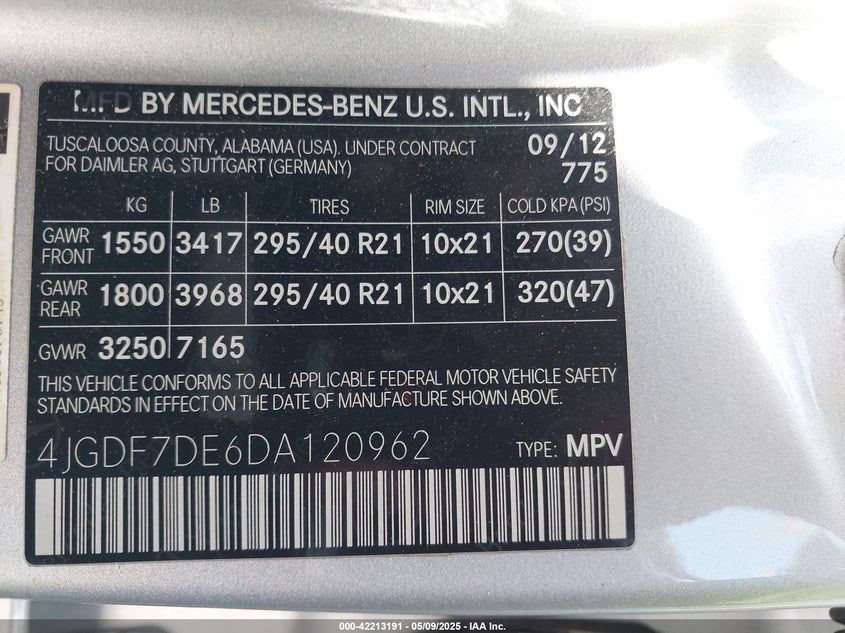 MFD BY MERCEDES-BENZ U.S. INTL., INC
TUSCALOOSA COUNTY, ALABAMA (USA). UNDER CONTRACT 09/12
FOR DAIMLER AG, STUTTGART (GERMANY) 775
KG LB TIRES RIM SIZE COLD KPA (PSI)
GAWR FRONT 1550 3417 295/40 R21 10x21 270(39)
GAWR REAR 1800 3968 295/40 R21 10x21 320(47)
GVWR 3250 7165
THIS VEHICLE CONFORMS TO ALL APPLICABLE FEDERAL MOTOR VEHICLE SAFETY
STANDARDS IN EFFECT ON THE DATE OF MANUFACTURE SHOWN ABOVE.
4JGDF7DE6DA120962 TYPE: MPV
000-42213191 - 05/09/2025 - IAA Inc.